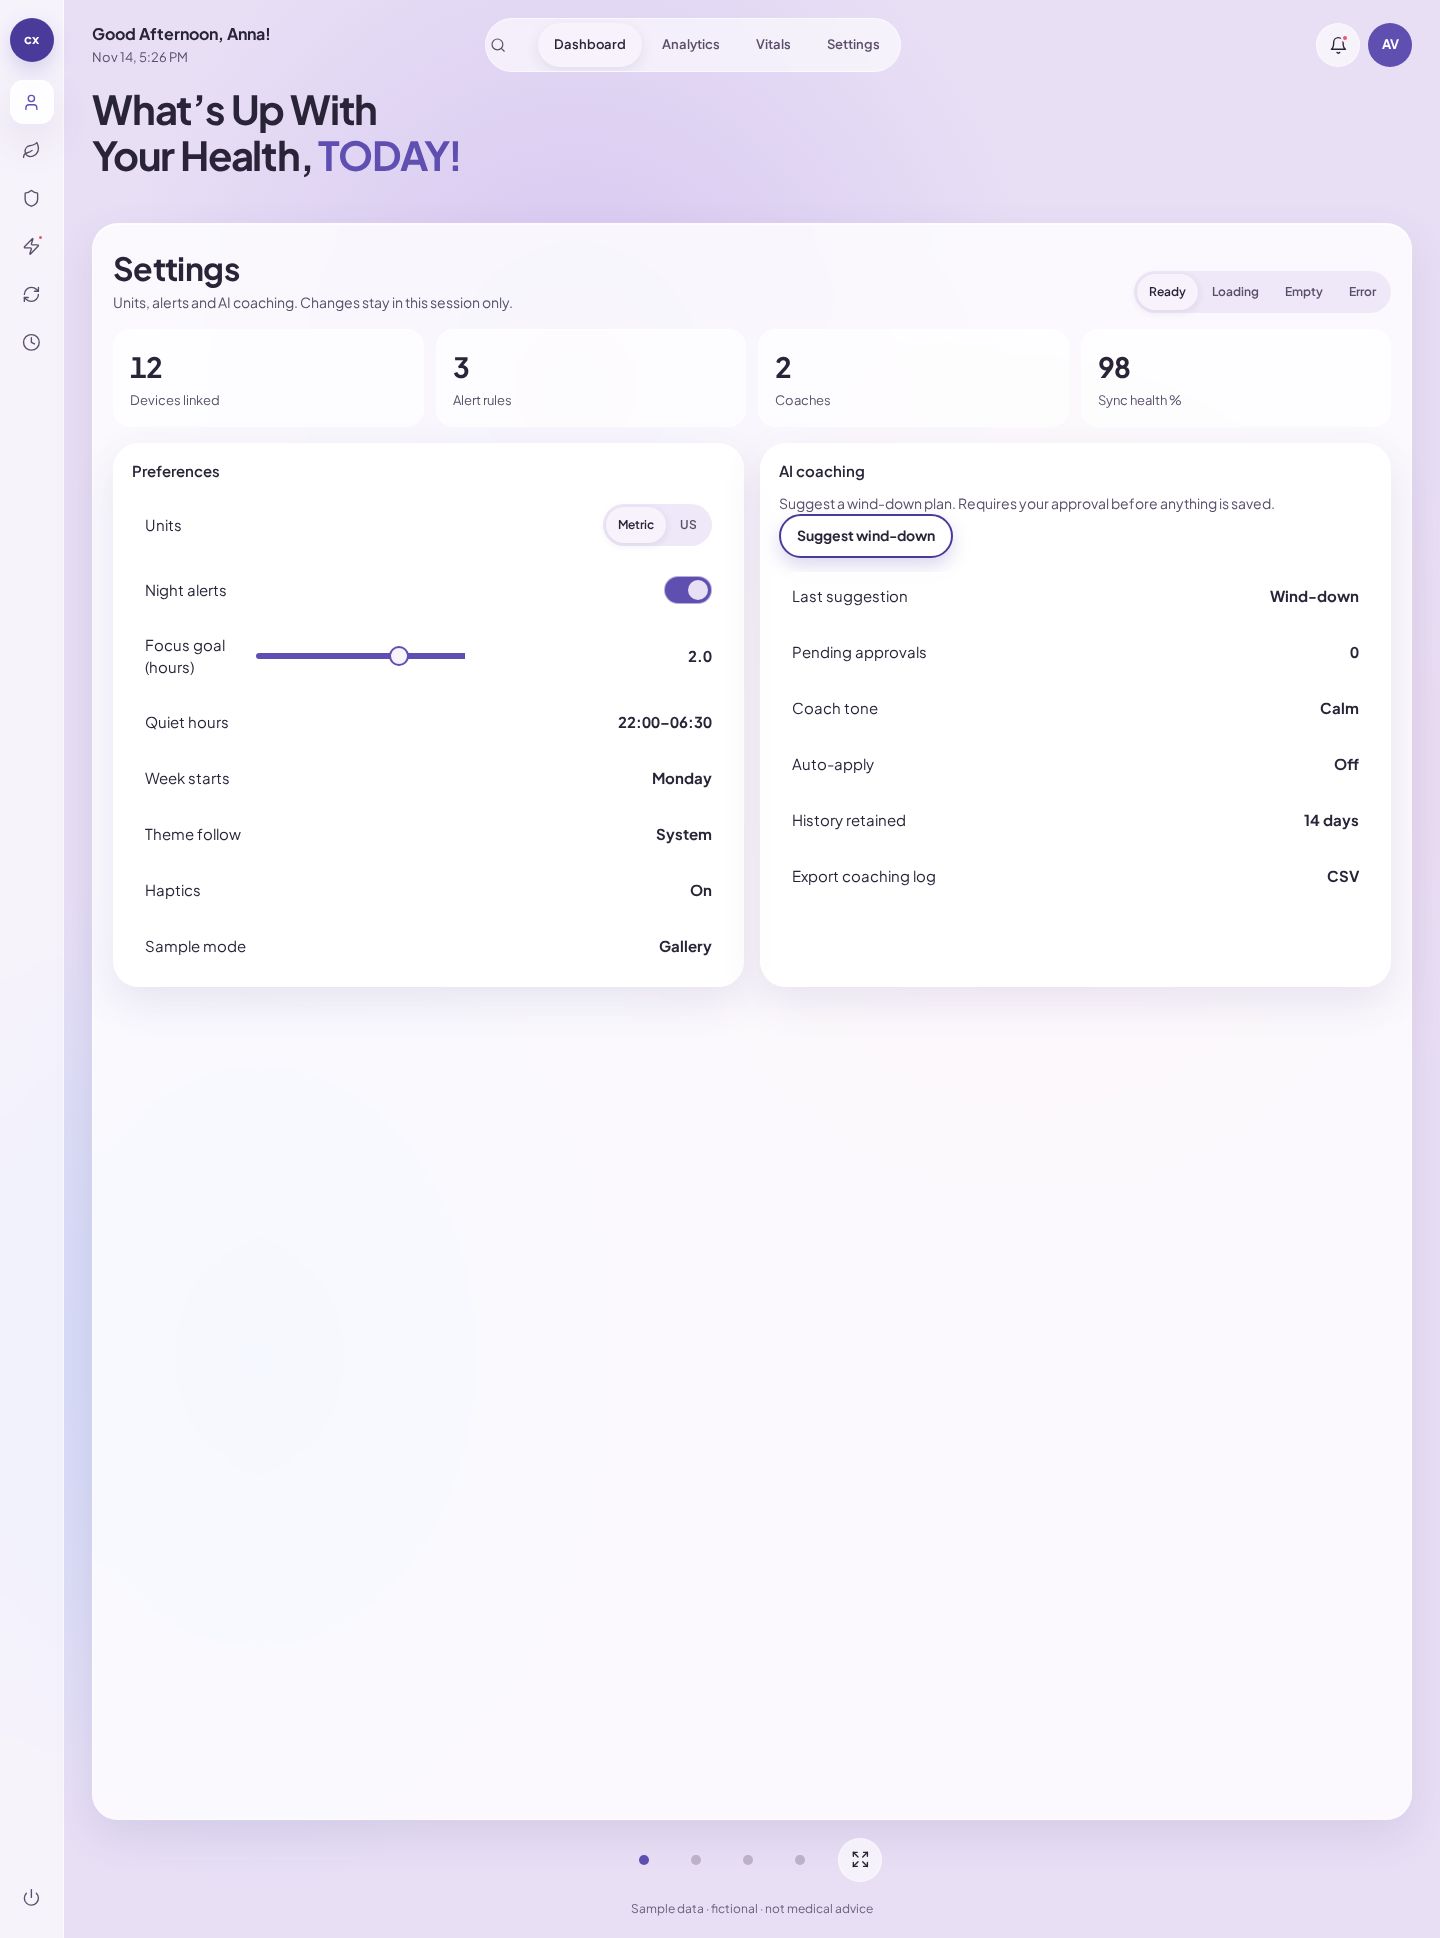 cx
Good Afternoon, Anna!
Nov 14, 5:26 PM
Dashboard
Analytics
Vitals
Settings
AV
What’s Up With
Your Health, TODAY!
Settings
Units, alerts and AI coaching. Changes stay in this session only.
Ready
Loading
Empty
Error
12
Devices linked
3
Alert rules
2
Coaches
98
Sync health %
Preferences
Units
Metric
US
Night alerts
Focus goal
(hours)
2.0
Quiet hours
22:00–06:30
Week starts
Monday
Theme follow
System
Haptics
On
Sample mode
Gallery
AI coaching
Suggest a wind-down plan. Requires your approval before anything is saved.
Suggest wind-down
Last suggestion
Wind-down
Pending approvals
0
Coach tone
Calm
Auto-apply
Off
History retained
14 days
Export coaching log
CSV
Sample data · fictional · not medical advice